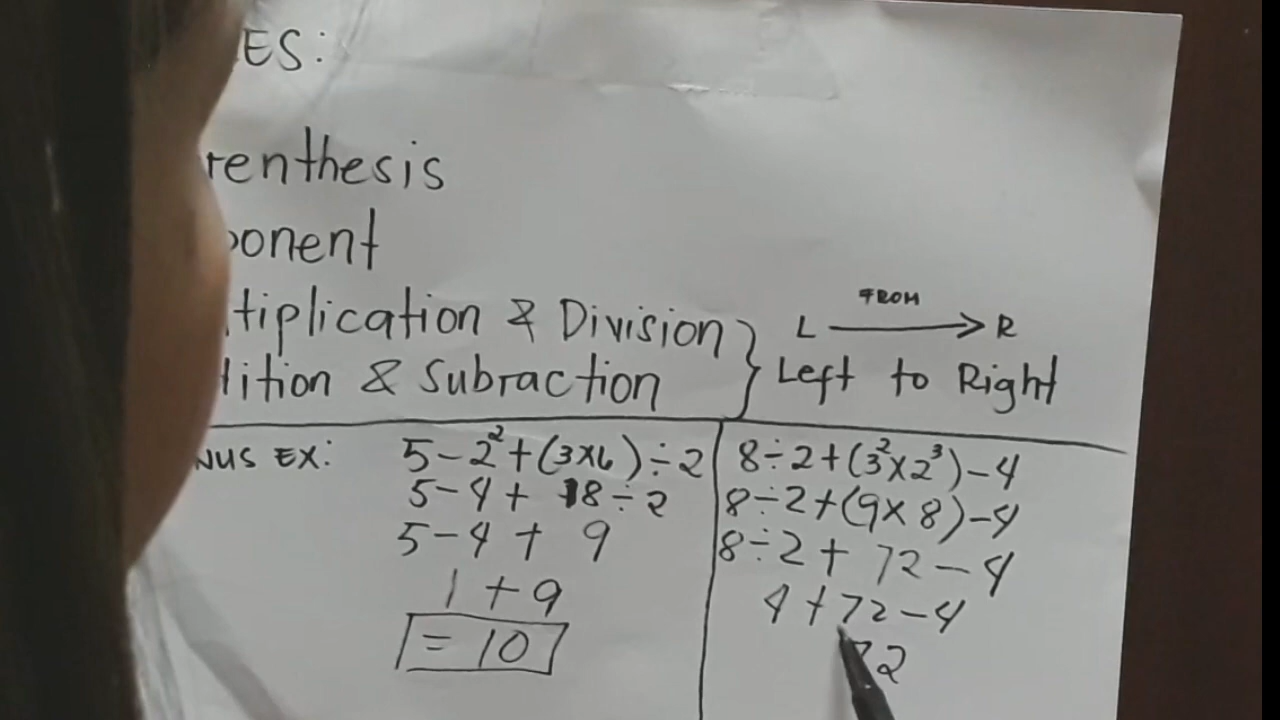 ES:
renthesis
ponent
tiplication & Division
ition & Subraction
FROM
L → R
Left to Right
NUS EX:
5-2²+(3x6)÷2
5-4+ 18÷2
5-4+ 9
1+9
= 10
8÷2+(3²x2³)-4
8÷2+(9x8)-4
8÷2+ 72-4
4+72-4
72